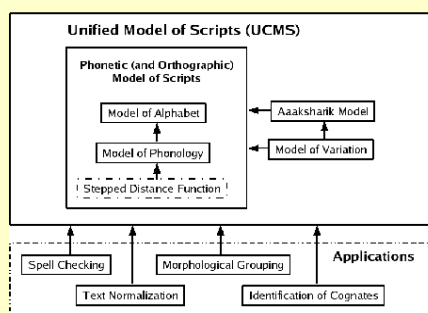 Unified Model of Scripts (UCMS)
Phonetic (and Orthographic)
Model of Scripts
Model of Alphabet
Aaaksharik Model
Model of Phonology
Model of Variation
Stepped Distance Function
Applications
Spell Checking
Morphological Grouping
Text Normalization
Identification of Cognates